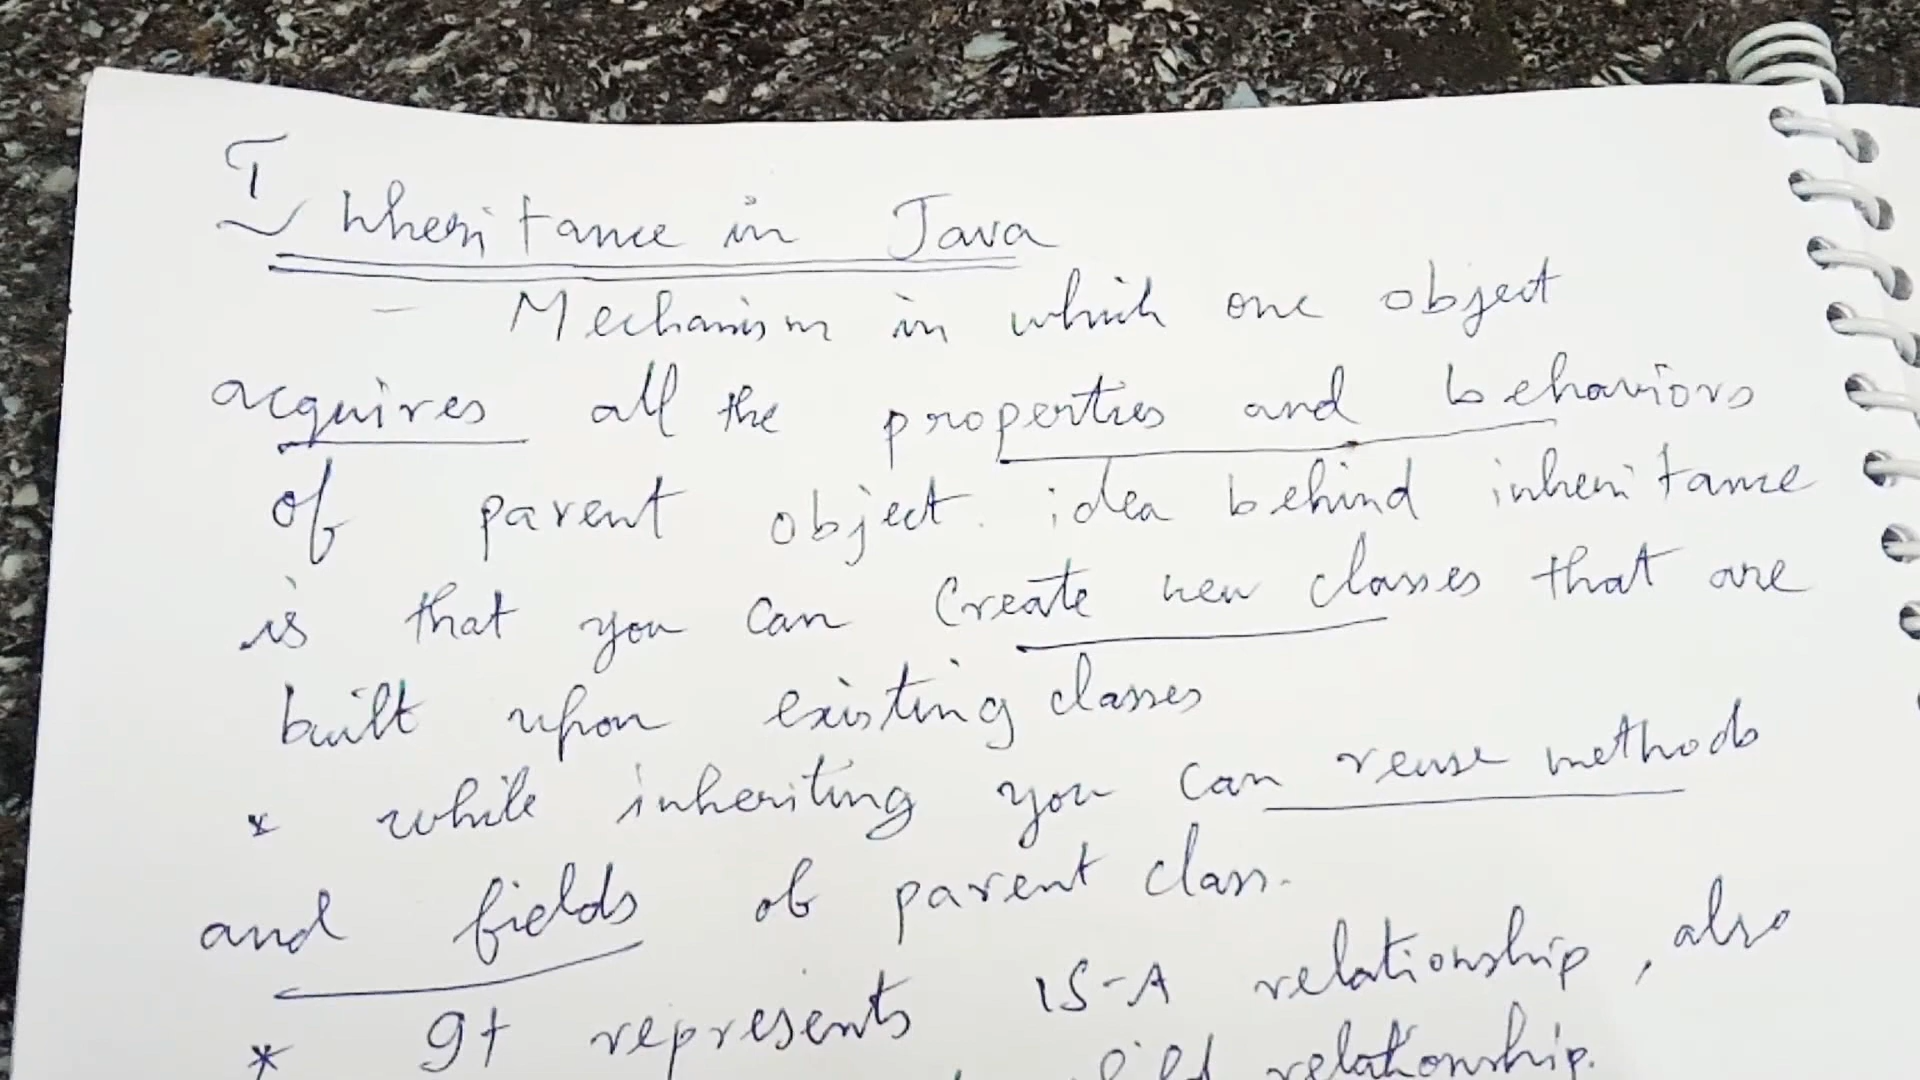 Inheritance in Java
- Mechanism in which one object
acquires all the properties and behaviors
of parent object. idea behind inheritance
is that you can Create new classes that are
built upon existing classes
* while inheriting you can reuse methods
and fields of parent class.
* It represents IS-A relationship, also
relationship.